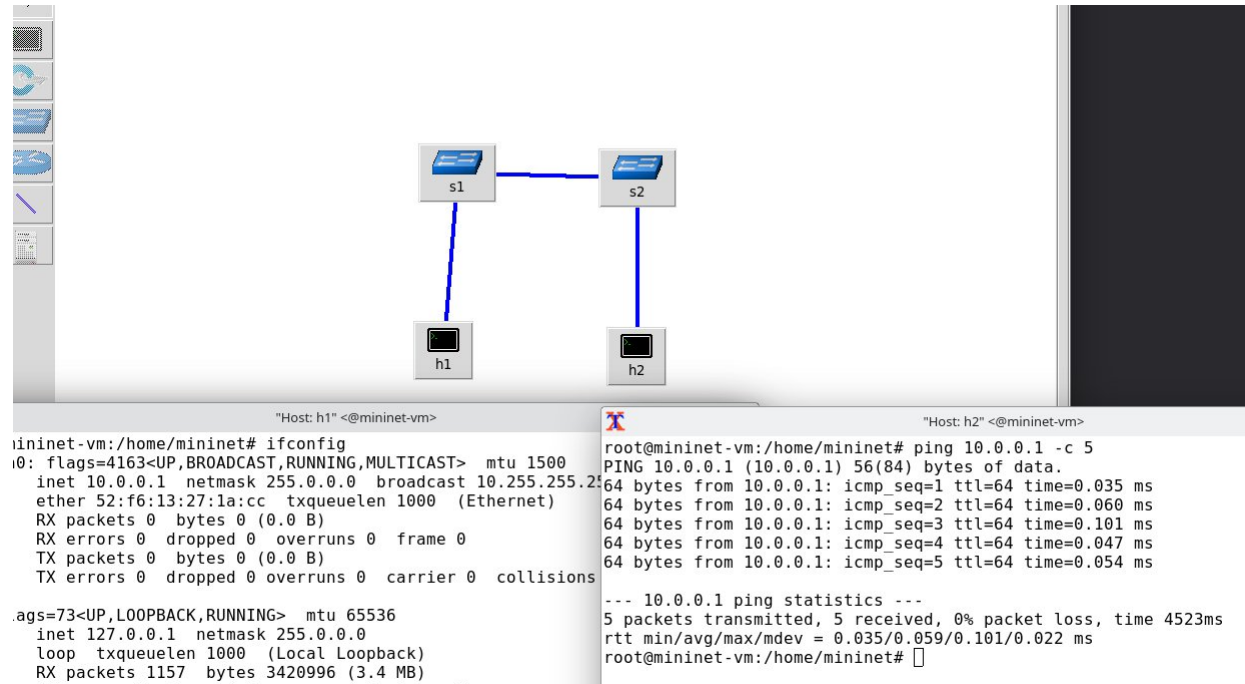 s1
s2
h1
h2
"Host: h1" <@mininet-vm>
mininet-vm:/home/mininet# ifconfig
0: flags=4163<UP,BROADCAST,RUNNING,MULTICAST> mtu 1500
inet 10.0.0.1 netmask 255.0.0.0 broadcast 10.255.255.25
ether 52:f6:13:27:1a:cc txqueuelen 1000 (Ethernet)
RX packets 0 bytes 0 (0.0 B)
RX errors 0 dropped 0 overruns 0 frame 0
TX packets 0 bytes 0 (0.0 B)
TX errors 0 dropped 0 overruns 0 carrier 0 collisions
ags=73<UP,LOOPBACK,RUNNING> mtu 65536
inet 127.0.0.1 netmask 255.0.0.0
loop txqueuelen 1000 (Local Loopback)
RX packets 1157 bytes 3420996 (3.4 MB)
"Host: h2" <@mininet-vm>
root@mininet-vm:/home/mininet# ping 10.0.0.1 -c 5
PING 10.0.0.1 (10.0.0.1) 56(84) bytes of data.
64 bytes from 10.0.0.1: icmp_seq=1 ttl=64 time=0.035 ms
64 bytes from 10.0.0.1: icmp_seq=2 ttl=64 time=0.060 ms
64 bytes from 10.0.0.1: icmp_seq=3 ttl=64 time=0.101 ms
64 bytes from 10.0.0.1: icmp_seq=4 ttl=64 time=0.047 ms
64 bytes from 10.0.0.1: icmp_seq=5 ttl=64 time=0.054 ms
--- 10.0.0.1 ping statistics ---
5 packets transmitted, 5 received, 0% packet loss, time 4523ms
rtt min/avg/max/mdev = 0.035/0.059/0.101/0.022 ms
root@mininet-vm:/home/mininet#